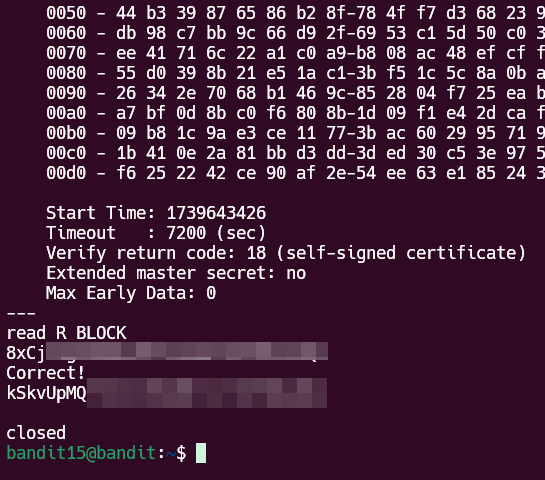 0050 - 44 b3 39 87 65 86 b2 8f-78 4f f7 d3 68 23 9
0060 - db 98 c7 bb 9c 66 d9 2f-69 53 c1 5d 50 c0 3
0070 - ee 41 71 6c 22 a1 c0 a9-b8 08 ac 48 ef cf f
0080 - 55 d0 39 8b 21 e5 1a c1-3b f5 1c 5c 8a 0b a
0090 - 26 34 2e 70 68 b1 46 9c-85 28 04 f7 25 ea b
00a0 - a7 bf 0d 8b c0 f6 80 8b-1d 09 f1 e4 2d ca f
00b0 - 09 b8 1c 9a e3 ce 11 77-3b ac 60 29 95 71 9
00c0 - 1b 41 0e 2a 81 bb d3 dd-3d ed 30 c5 3e 97 5
00d0 - f6 25 22 42 ce 90 af 2e-54 ee 63 e1 85 24 3
Start Time: 1739643426
Timeout   : 7200 (sec)
Verify return code: 18 (self-signed certificate)
Extended master secret: no
Max Early Data: 0
---
read R BLOCK
8xCj
Correct!
kSkvUpMQ
closed
bandit15@bandit:~$